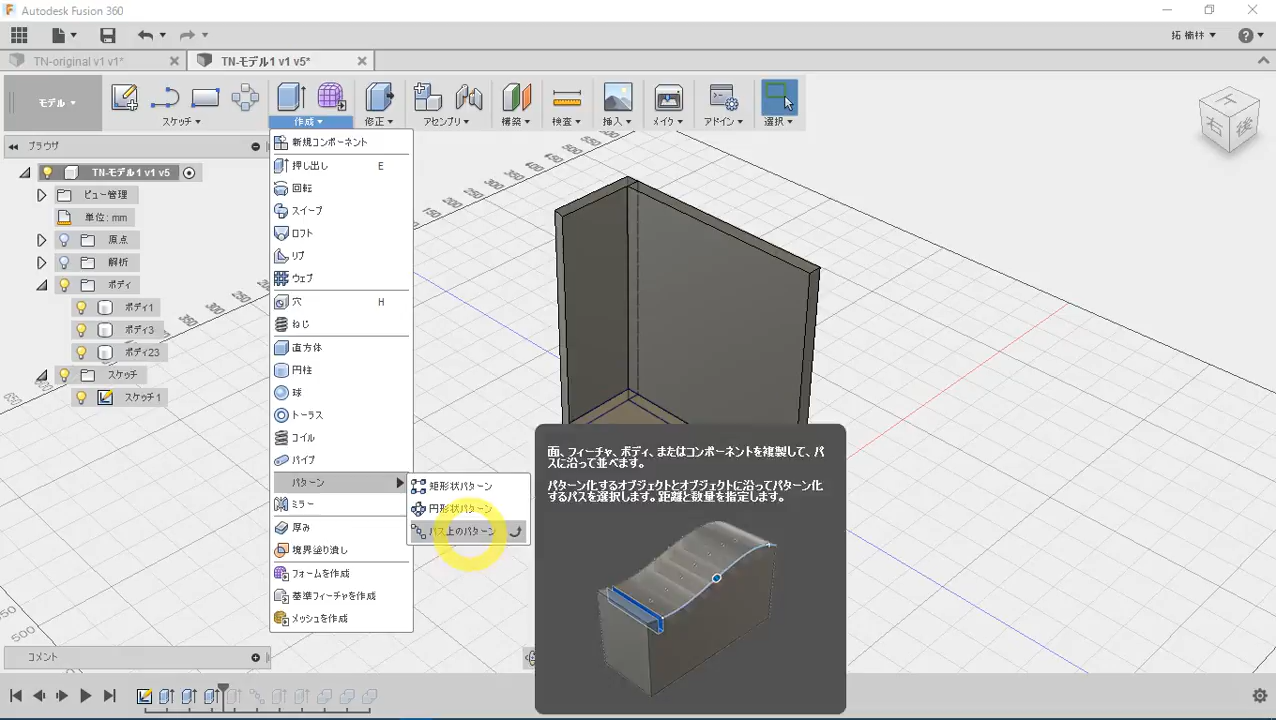 Autodesk Fusion 360
拓 楡林
TN-original v1 v1*
TN-モデル1 v1 v5*
モデル
スケッチ
作成
修正
アセンブリ
構築
検査
挿入
メイク
アドイン
選択
上
右
後
ブラウザ
TN-モデル1 v1 v5
ビュー管理
単位: mm
原点
解析
ボディ
ボディ1
ボディ3
ボディ23
スケッチ
スケッチ1
新規コンポーネント
押し出し E
回転
スイープ
ロフト
リブ
ウェブ
穴 H
ねじ
直方体
円柱
球
トーラス
コイル
パイプ
パターン
ミラー
厚み
境界塗り潰し
フォームを作成
基準フィーチャを作成
メッシュを作成
矩形状パターン
円形状パターン
パス上のパターン
面、フィーチャ、ボディ、またはコンポーネントを複製して、パ
スに沿って並べます。
パターン化するオブジェクトとオブジェクトに沿ってパターン化
するパスを選択します。距離と数量を指定します。
コメント